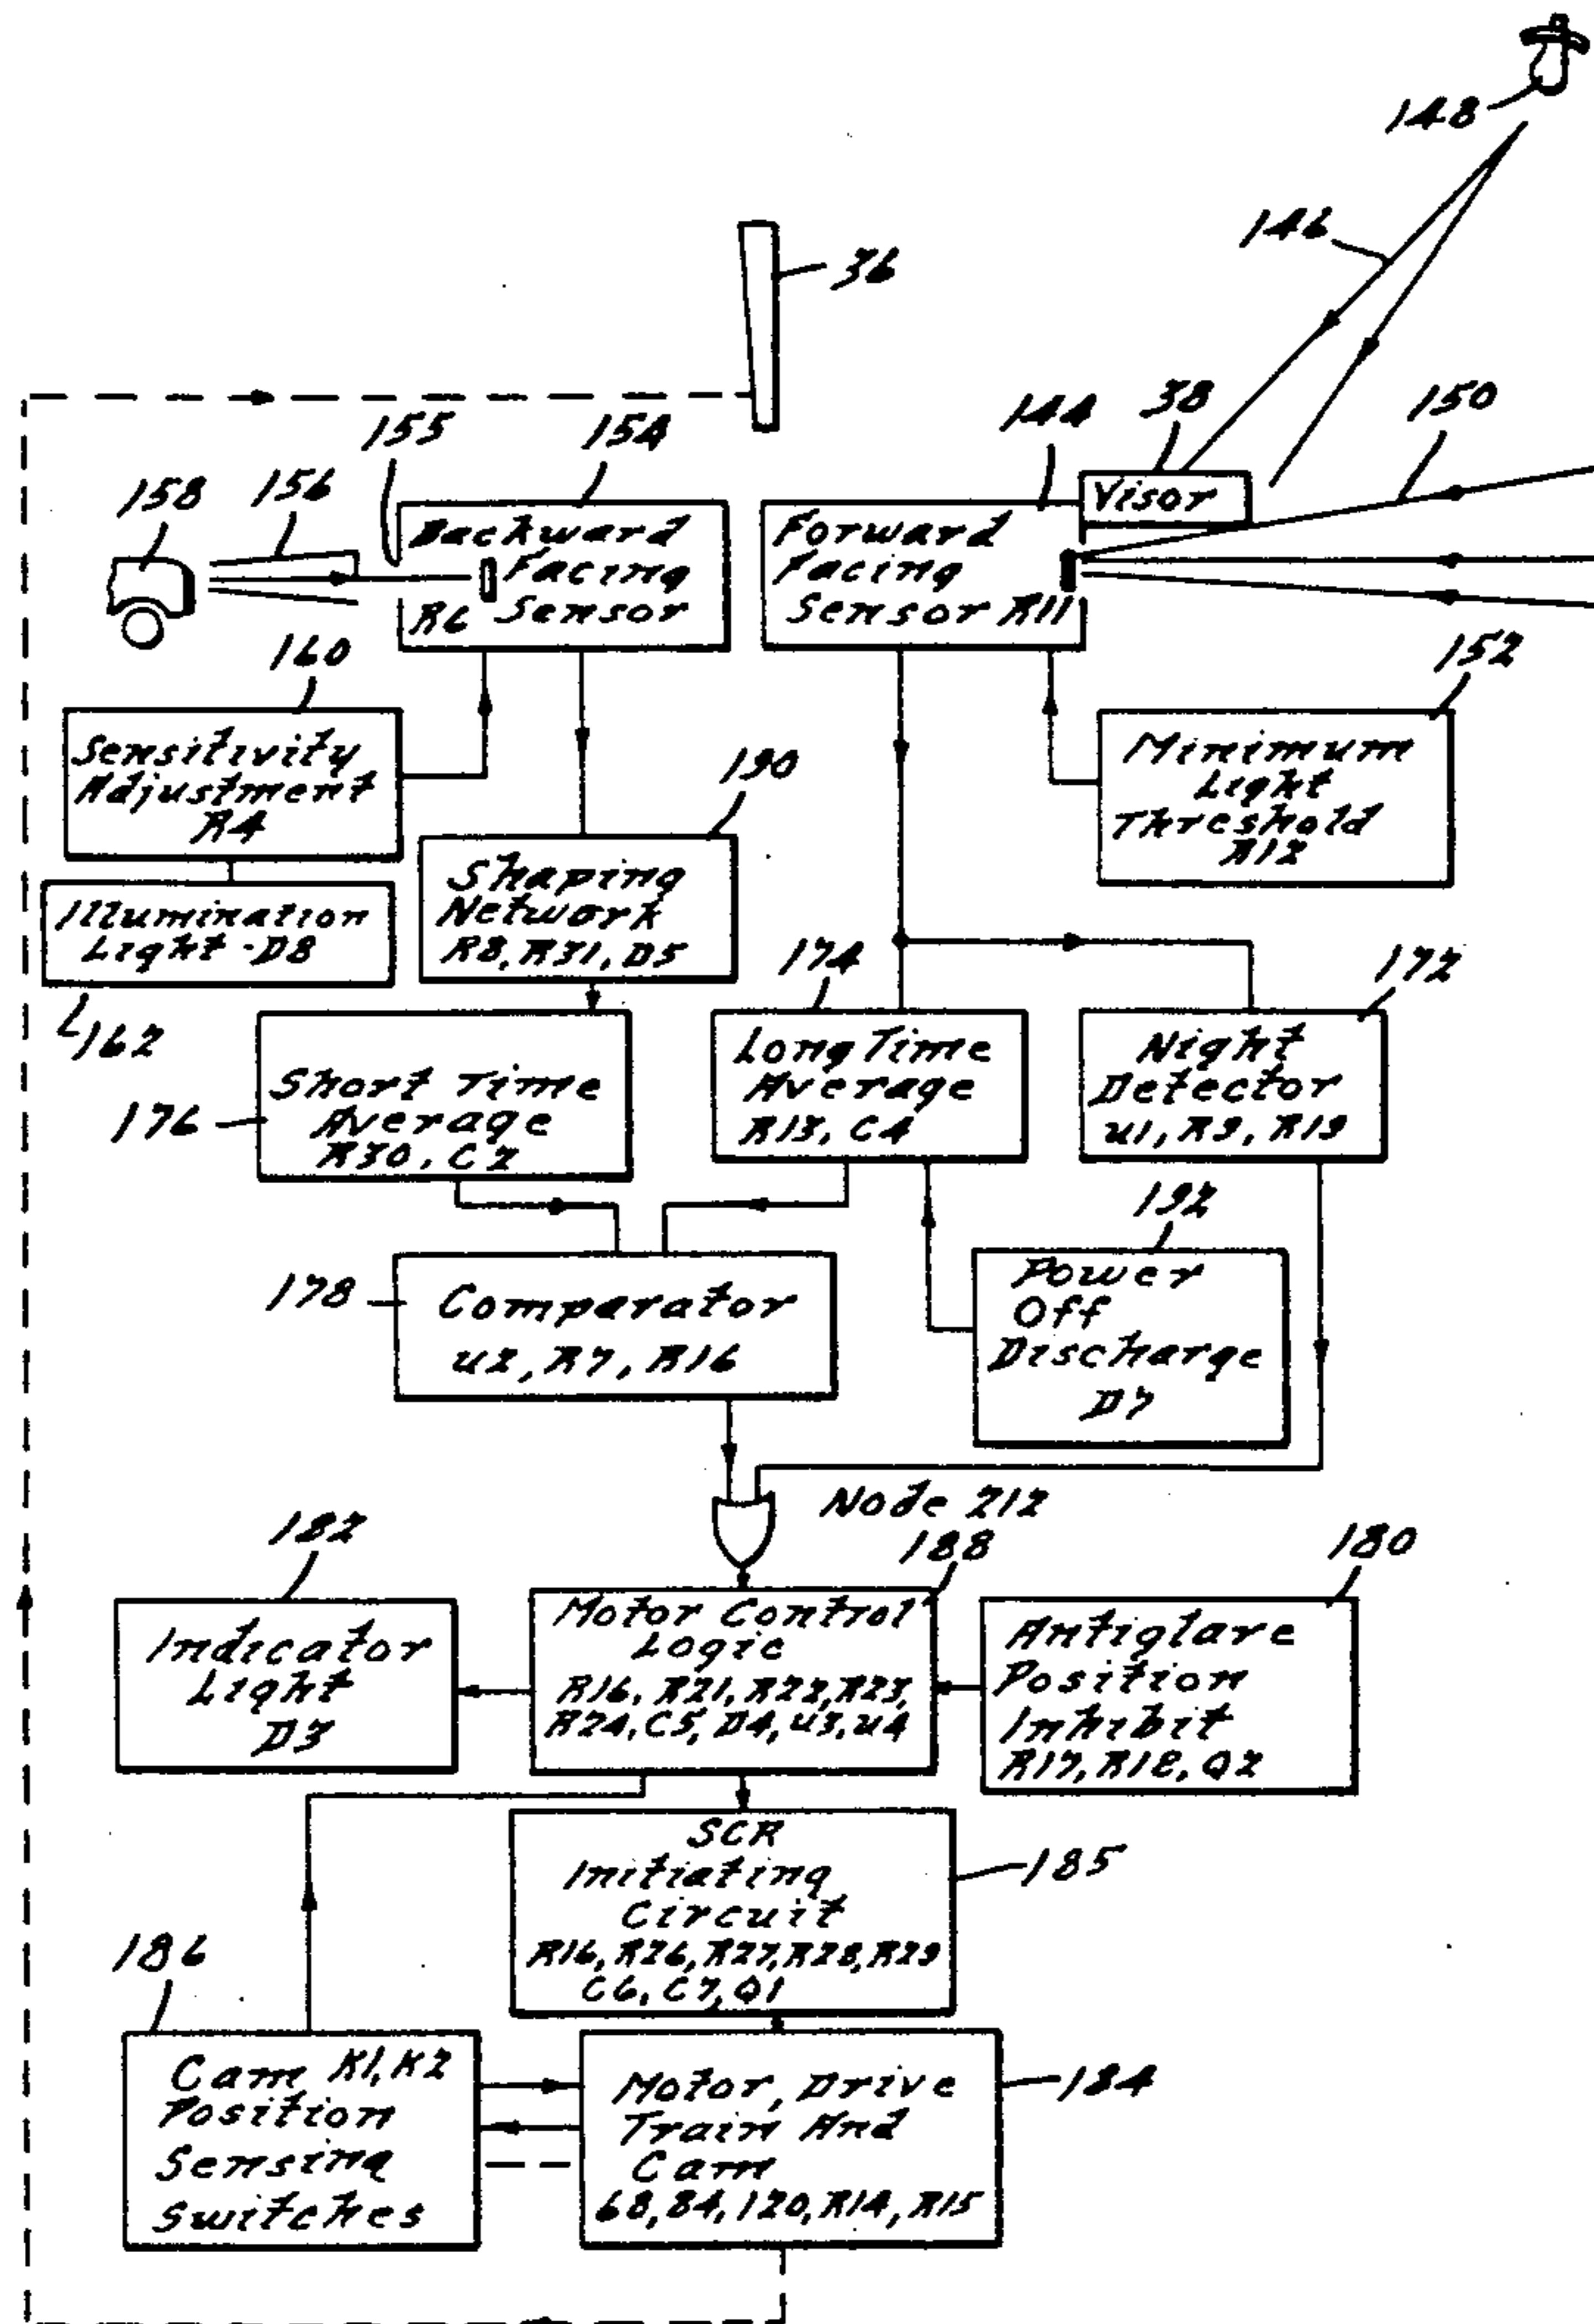 148
146
36
155
154
144
38
150
158
156
Visor
Backward
Facing
R6 Sensor
Forward
Facing
Sensor R11
160
152
Sensitivity
Adjustment
R4
190
Minimum
Light
Threshold
R12
Illumination
Light-D8
162
Shaping
Network
R8, R31, D5
174
172
176
Short Time
Average
R30, C2
Long Time
Average
R13, C4
Night
Detector
U1, R9, R19
192
178
Comparator
U2, R7, R16
Power
Off
Discharge
D7
Node 212
182
188
180
Indicator
Light
D3
Motor Control
Logic
R16, R21, R22, R23,
R24, C5, D4, U3, U4
Antiglare
Position
Inhibit
R17, R18, Q2
SCR
Initiating
Circuit
R16, R26, R27, R28, R29
C6, C7, Q1
185
186
Cam K1, K2
Position
Sensing
Switches
Motor, Drive
Train And
Cam
68, 84, 120, R14, R15
184